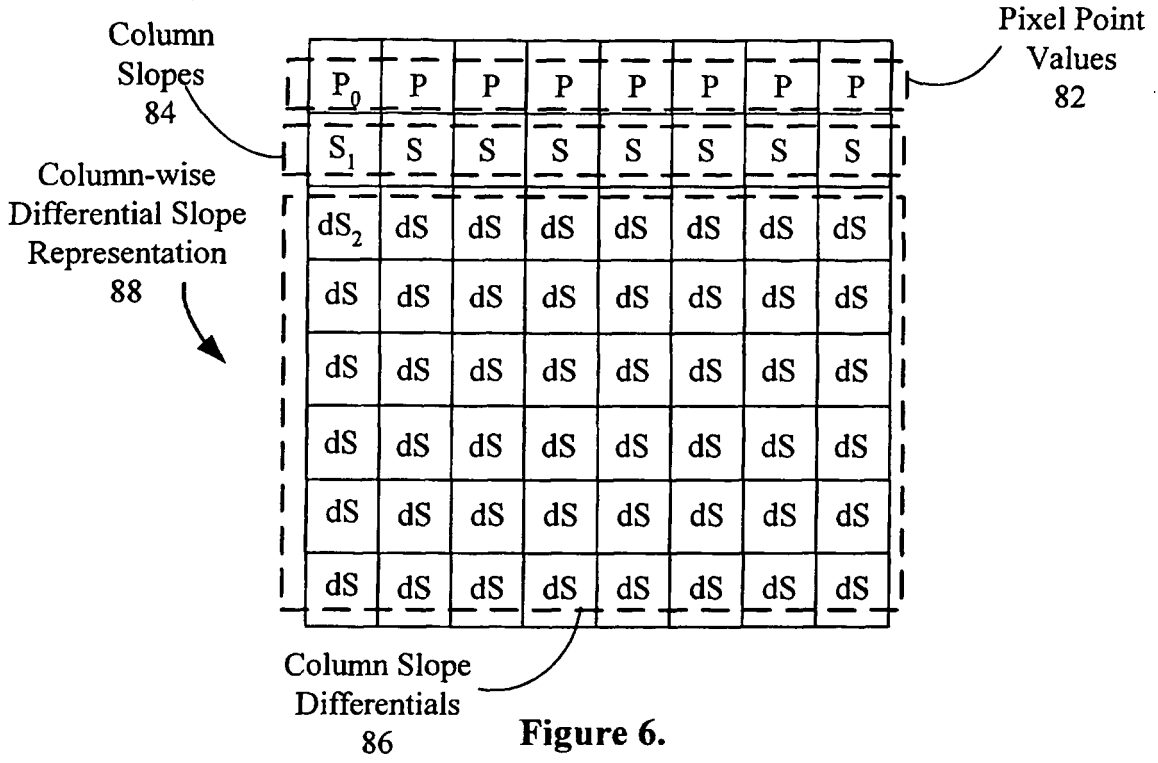 Column
Slopes
84
Pixel Point
Values
82
P₀ P P P P P P P
S₁ S S S S S S S
Column-wise
Differential Slope
Representation
88
dS₂ dS dS dS dS dS dS dS
dS dS dS dS dS dS dS dS
dS dS dS dS dS dS dS dS
dS dS dS dS dS dS dS dS
dS dS dS dS dS dS dS dS
dS dS dS dS dS dS dS dS
Column Slope
Differentials
86
Figure 6.